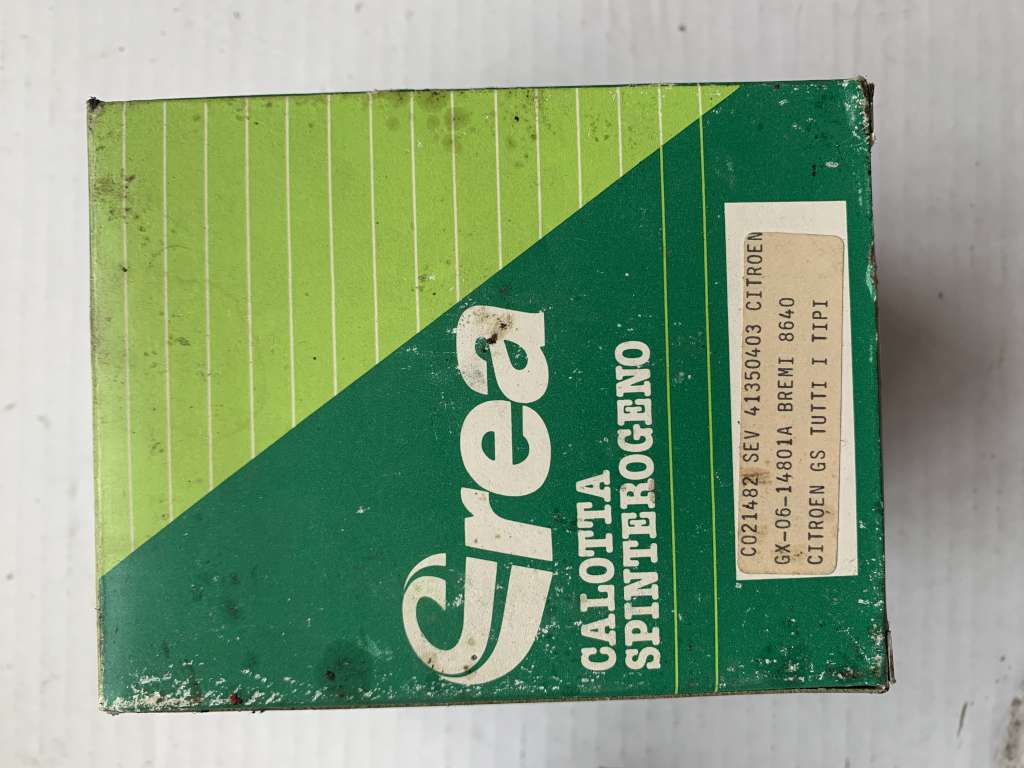 Crea
CALOTTA
SPINTEROGENO
CO21482 SEV 41350403 CITROEN
GX-06-14801A BREMI 8640
CITROEN GS TUTTI I TIPI